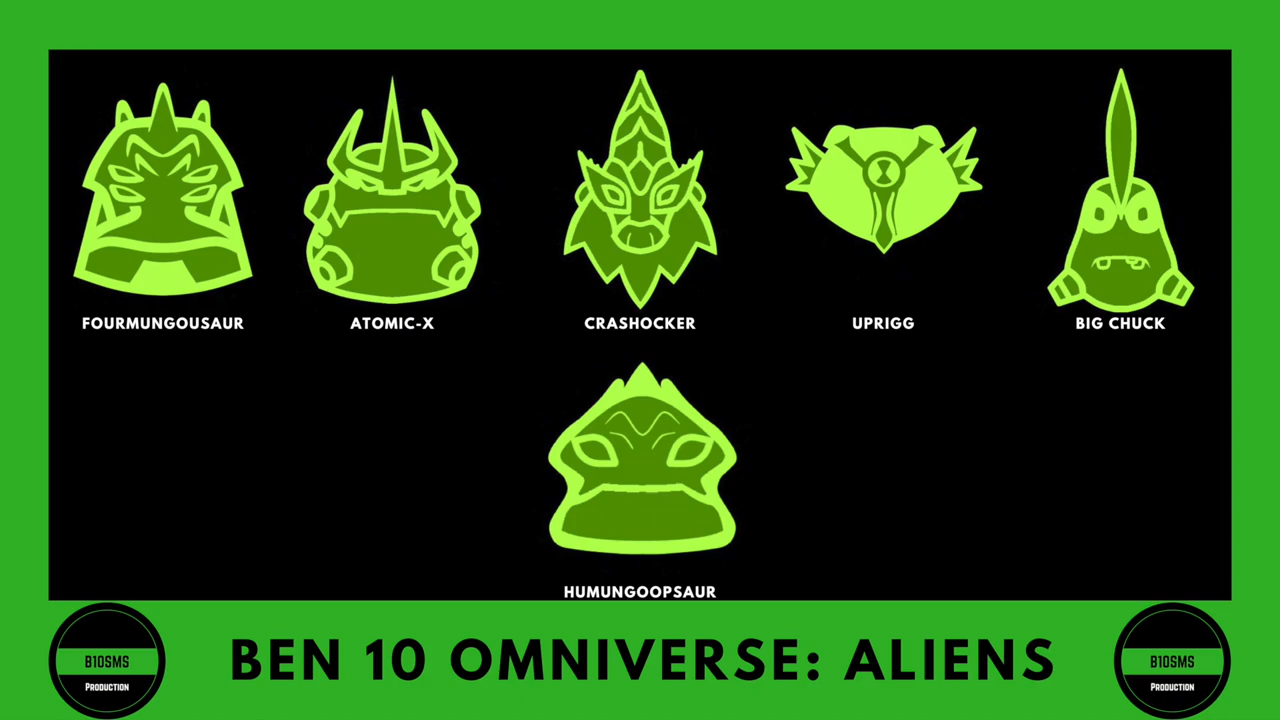 FOURMUNGOUSAUR
ATOMIC-X
CRASHOCKER
UPRIGG
BIG CHUCK
HUMUNGOOPSAUR
BEN 10 OMNIVERSE: ALIENS
B10SMS
PRODUCTION
B10SMS
PRODUCTION